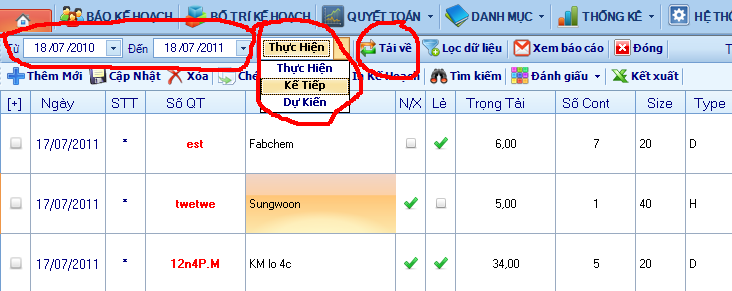 BÁO KẾ HOẠCH BỐ TRÍ KẾ HOẠCH QUYẾT TOÁN DANH MỤC THỐNG KÊ HỆ THỐ
Từ 18/07/2010 Đến 18/07/2011 Thực Hiện Tải về Lọc dữ liệu Xem báo cáo Đóng T
Thực Hiện
Kế Tiếp
Dự Kiến
Thêm Mới Cập Nhật Xóa Kế Hoạch Tìm kiếm Đánh giấu Kết xuất
[+] Ngày STT Số QT N/X Lẻ Trọng Tải Số Cont Size Type
17/07/2011 * est Fabchem 6,00 7 20 D
17/07/2011 * twetwe Sungwoon 5,00 1 40 H
17/07/2011 * 12n4P.M KM lo 4c 34,00 5 20 D